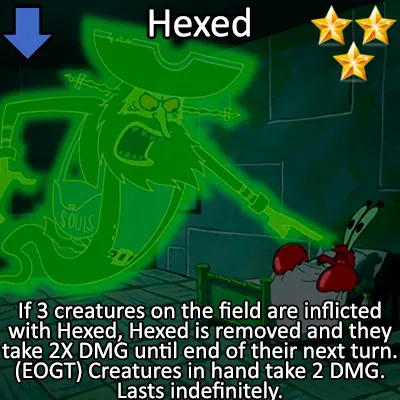 Hexed
SOULS
If 3 creatures on the field are inflicted
with Hexed, Hexed is removed and they
take 2X DMG until end of their next turn.
(EOGT) Creatures in hand take 2 DMG.
Lasts indefinitely.